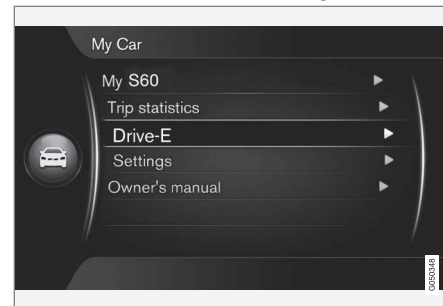 My Car
My S60
Trip statistics
Drive-E
Settings
Owner's manual
G050348